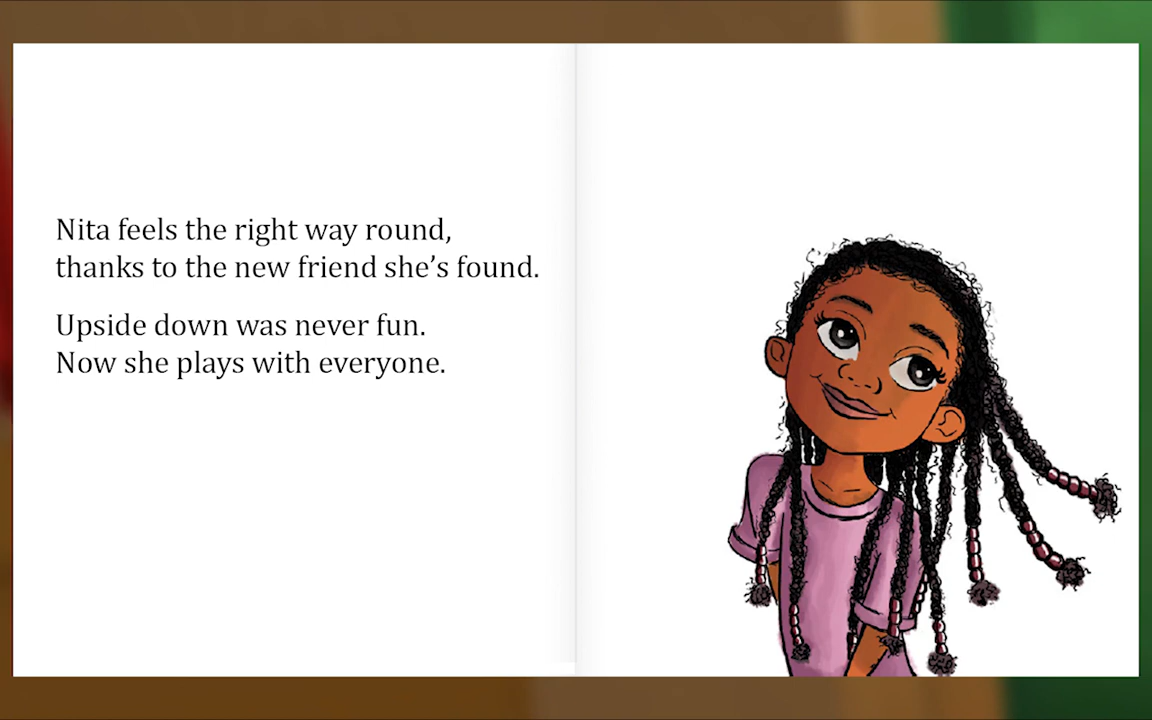 Nita feels the right way round,
thanks to the new friend she’s found.
Upside down was never fun.
Now she plays with everyone.